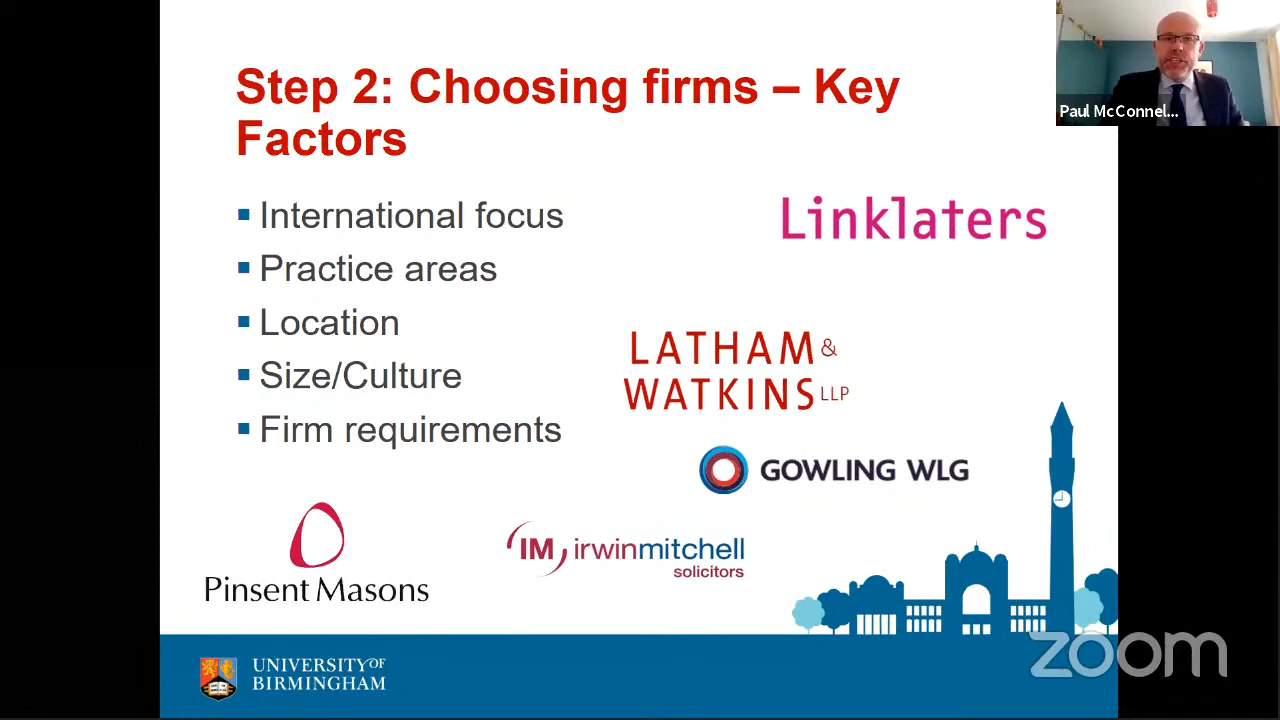 Step 2: Choosing firms – Key
Factors
International focus
Practice areas
Location
Size/Culture
Firm requirements
Linklaters
LATHAM &
WATKINS LLP
GOWLING WLG
Pinsent Masons
IM irwinmitchell
solicitors
UNIVERSITY OF
BIRMINGHAM
Paul McConnel...
zoom